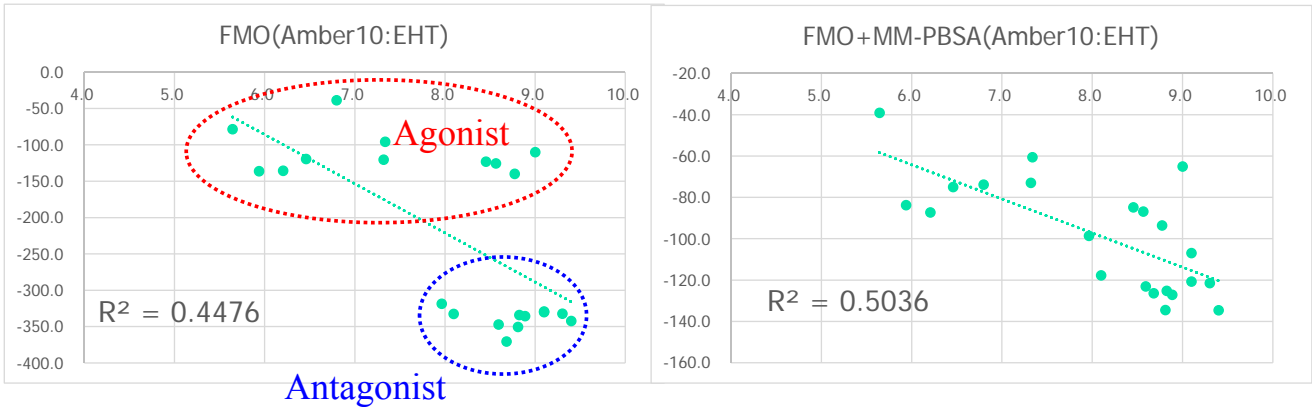 FMO(Amber10:EHT)
0.0
-50.0
-100.0
-150.0
-200.0
-250.0
-300.0
-350.0
-400.0
4.0 5.0 6.0 7.0 8.0 9.0 10.0
Agonist
R² = 0.4476
Antagonist
FMO+MM-PBSA(Amber10:EHT)
-20.0
-40.0
-60.0
-80.0
-100.0
-120.0
-140.0
-160.0
4.0 5.0 6.0 7.0 8.0 9.0 10.0
R² = 0.5036